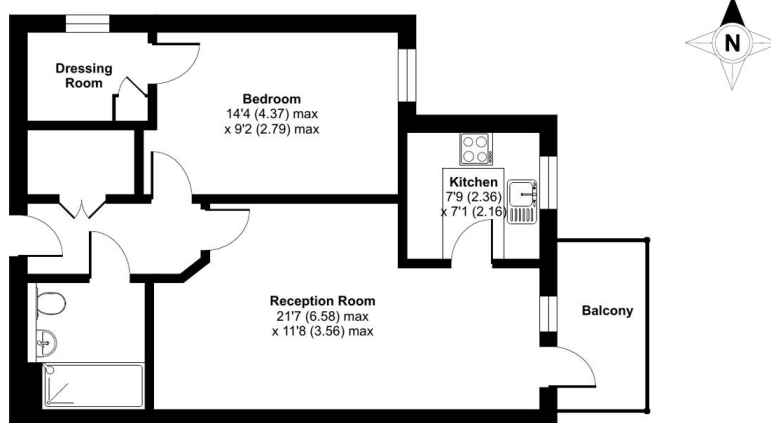 N
Dressing
Room
Bedroom
14'4 (4.37) max
x 9'2 (2.79) max
Kitchen
7'9 (2.36)
x 7'1 (2.16)
Reception Room
21'7 (6.58) max
x 11'8 (3.56) max
Balcony